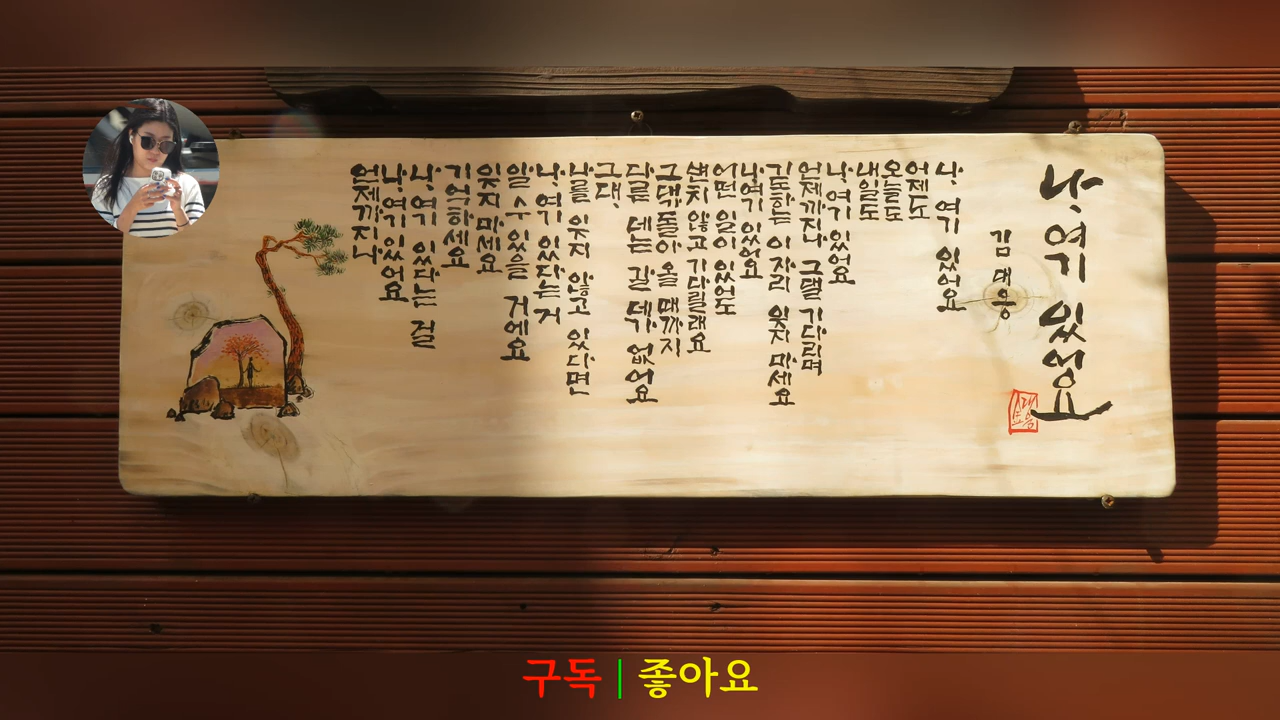 나, 여기 있어요
김 대응
나, 여기 있어요
어제도
오늘도
내일도
나, 여기 있어요
언제까지나 그댈 기다리며
기도하는 이 자리 잊지 마세요
나, 여기 있어요
어떤 일이 있어도
변치 않고 기다릴래요
그대, 돌아 올 때까지
다른 데는 갈 데가 없어요
그대,
나를 잊지 않고 있다면
나, 여기 있다는 거
알 수 있을 거에요
잊지 마세요
기억하세요
나, 여기 있다는 걸
나, 여기 있어요
언제까지나
구독 | 좋아요